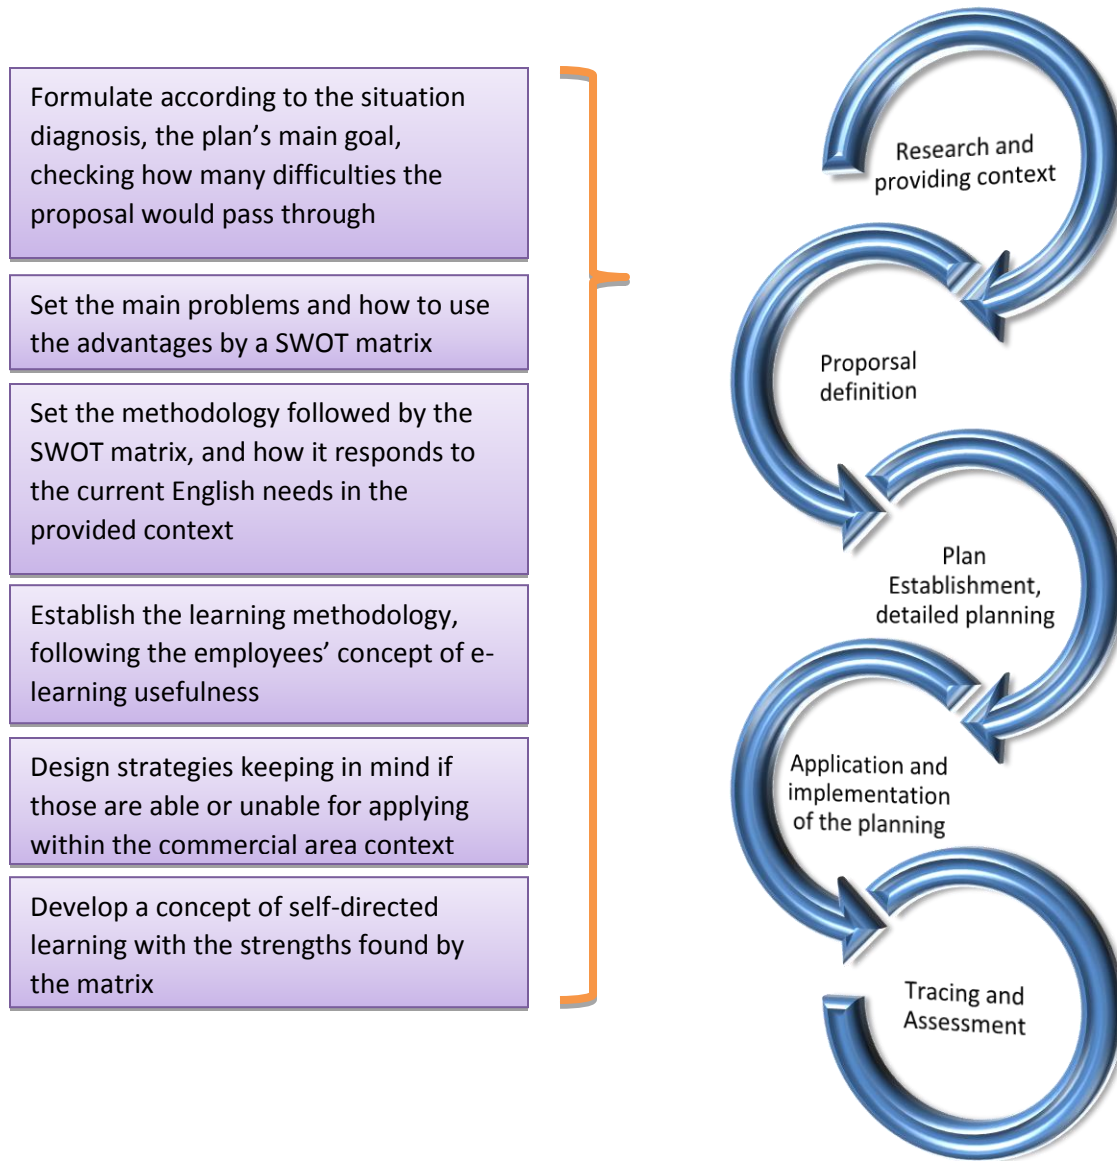 Formulate according to the situation
diagnosis, the plan’s main goal,
checking how many difficulties the
proposal would pass through
Set the main problems and how to use
the advantages by a SWOT matrix
Set the methodology followed by the
SWOT matrix, and how it responds to
the current English needs in the
provided context
Establish the learning methodology,
following the employees’ concept of e-
learning usefulness
Design strategies keeping in mind if
those are able or unable for applying
within the commercial area context
Develop a concept of self-directed
learning with the strengths found by
the matrix
Research and
providing context
Proporsal
definition
Plan
Establishment,
detailed planning
Application and
implementation
of the planning
Tracing and
Assessment